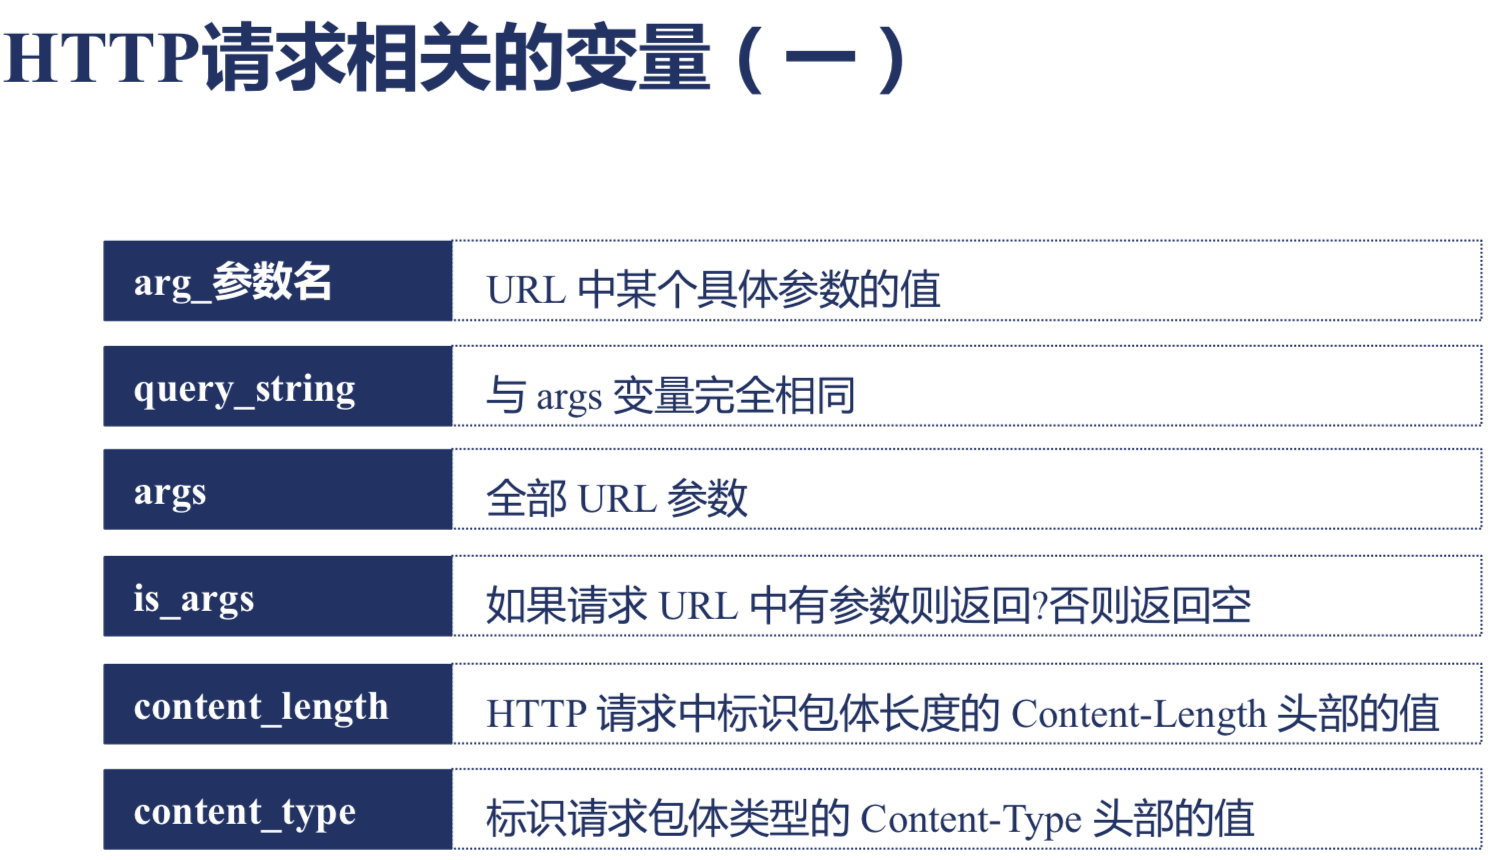 HTTP请求相关的变量（一）
arg_参数名 URL 中某个具体参数的值
query_string 与 args 变量完全相同
args 全部 URL 参数
is_args 如果请求 URL 中有参数则返回?否则返回空
content_length HTTP 请求中标识包体长度的 Content-Length 头部的值
content_type 标识请求包体类型的 Content-Type 头部的值